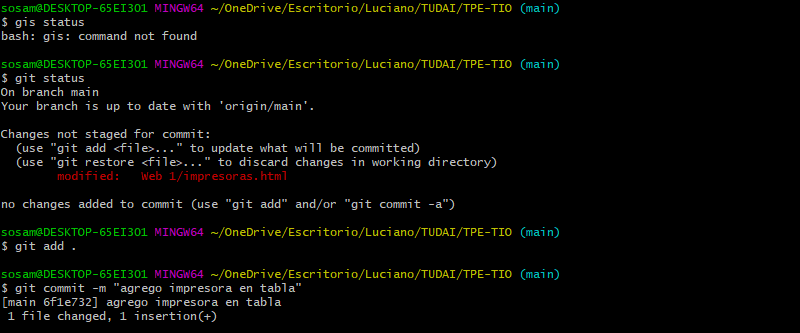 sosam@DESKTOP-65EI3O1 MINGW64 ~/OneDrive/Escritorio/Luciano/TUDAI/TPE-TIO (main)
$ gis status
bash: gis: command not found
sosam@DESKTOP-65EI3O1 MINGW64 ~/OneDrive/Escritorio/Luciano/TUDAI/TPE-TIO (main)
$ git status
On branch main
Your branch is up to date with 'origin/main'.
Changes not staged for commit:
  (use "git add <file>..." to update what will be committed)
  (use "git restore <file>..." to discard changes in working directory)
        modified:   Web 1/impresoras.html
no changes added to commit (use "git add" and/or "git commit -a")
sosam@DESKTOP-65EI3O1 MINGW64 ~/OneDrive/Escritorio/Luciano/TUDAI/TPE-TIO (main)
$ git add .
sosam@DESKTOP-65EI3O1 MINGW64 ~/OneDrive/Escritorio/Luciano/TUDAI/TPE-TIO (main)
$ git commit -m "agrego impresora en tabla"
[main 6f1e732] agrego impresora en tabla
 1 file changed, 1 insertion(+)